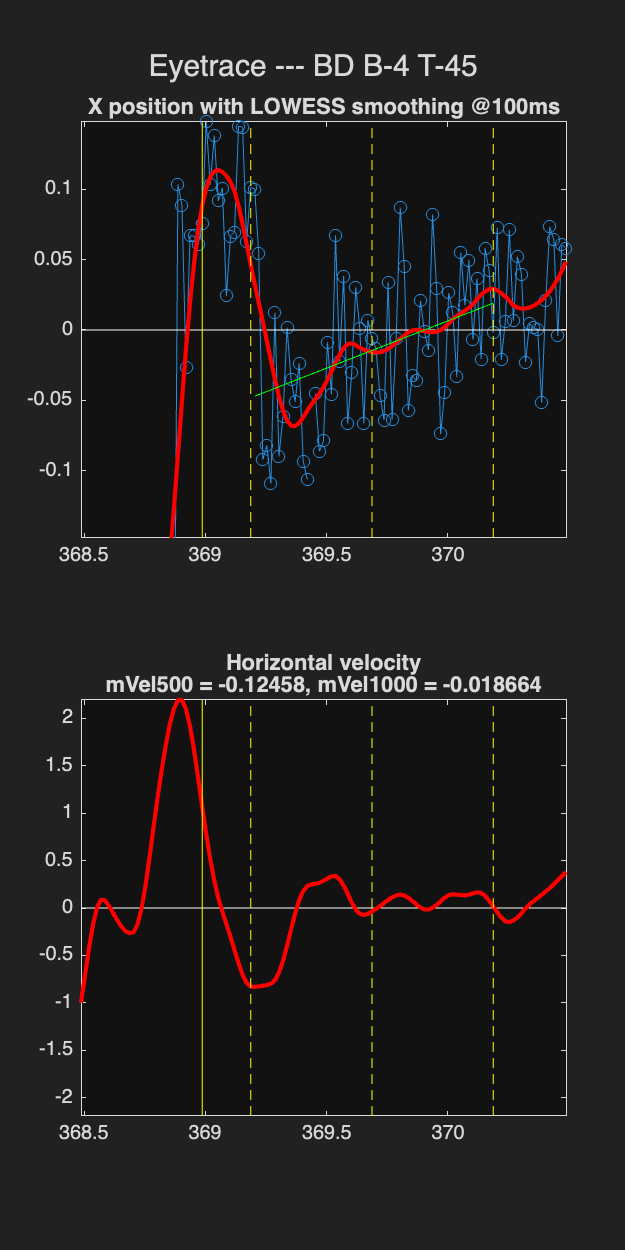 Eyetrace --- BD B-4 T-45
X position with LOWESS smoothing @100ms
0.1
0.05
0
-0.05
-0.1
368.5 369 369.5 370
Horizontal velocity
mVel500 = -0.12458, mVel1000 = -0.018664
2
1.5
1
0.5
0
-0.5
-1
-1.5
-2
368.5 369 369.5 370